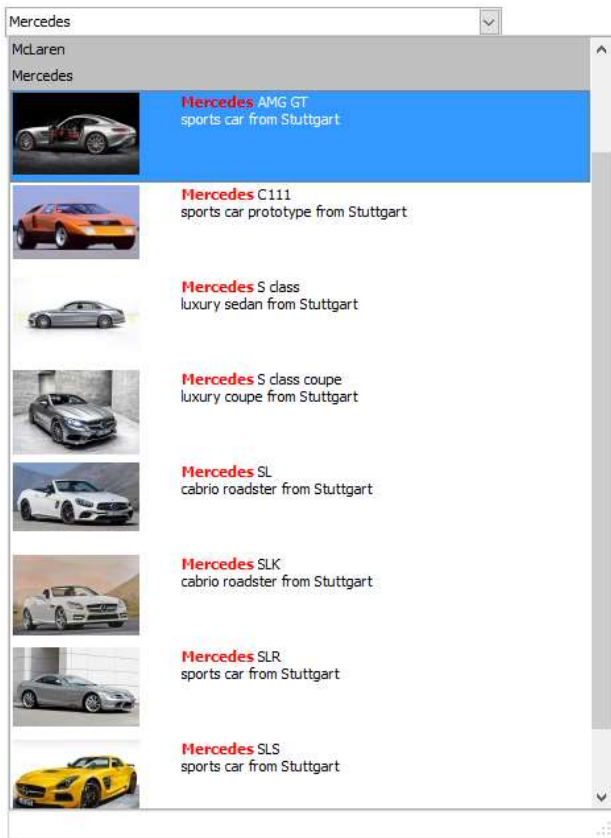 Mercedes
McLaren
Mercedes
Mercedes AMG GT
sports car from Stuttgart
Mercedes C111
sports car prototype from Stuttgart
Mercedes S class
luxury sedan from Stuttgart
Mercedes S class coupe
luxury coupe from Stuttgart
Mercedes SL
cabrio roadster from Stuttgart
Mercedes SLK
cabrio roadster from Stuttgart
Mercedes SLR
sports car from Stuttgart
Mercedes SLS
sports car from Stuttgart